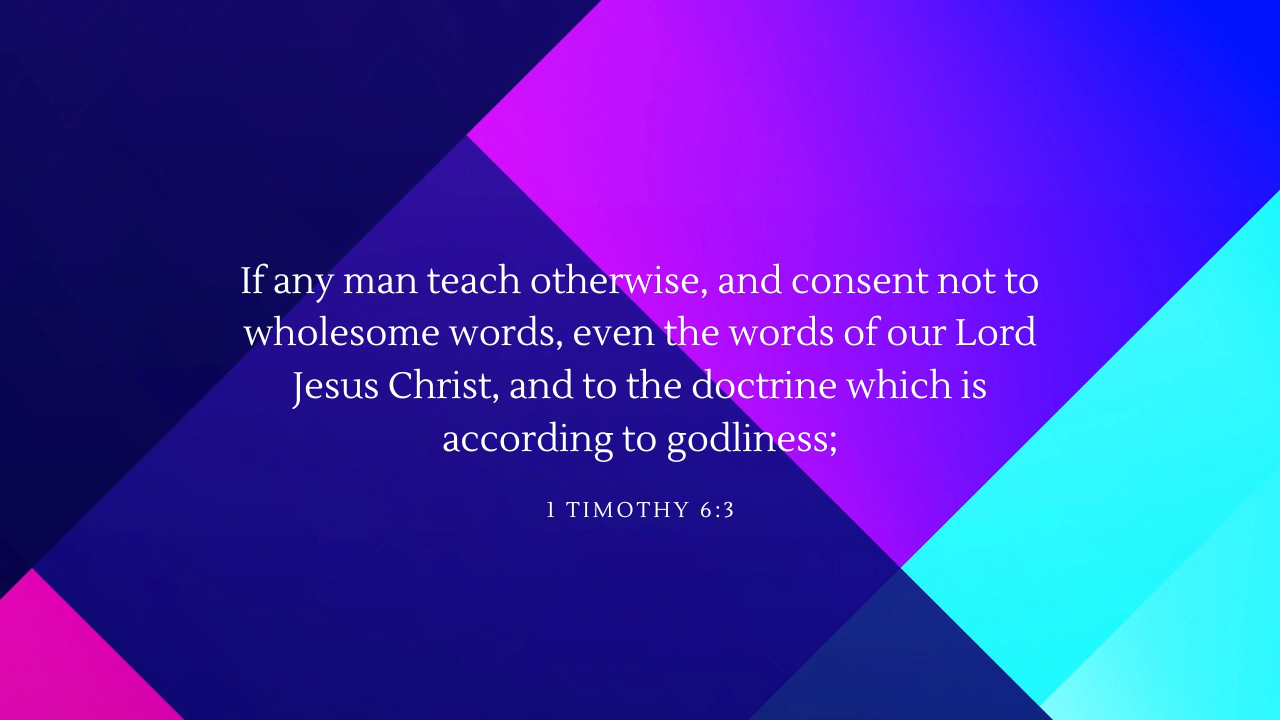 If any man teach otherwise, and consent not to
wholesome words, even the words of our Lord
Jesus Christ, and to the doctrine which is
according to godliness;
1 TIMOTHY 6:3